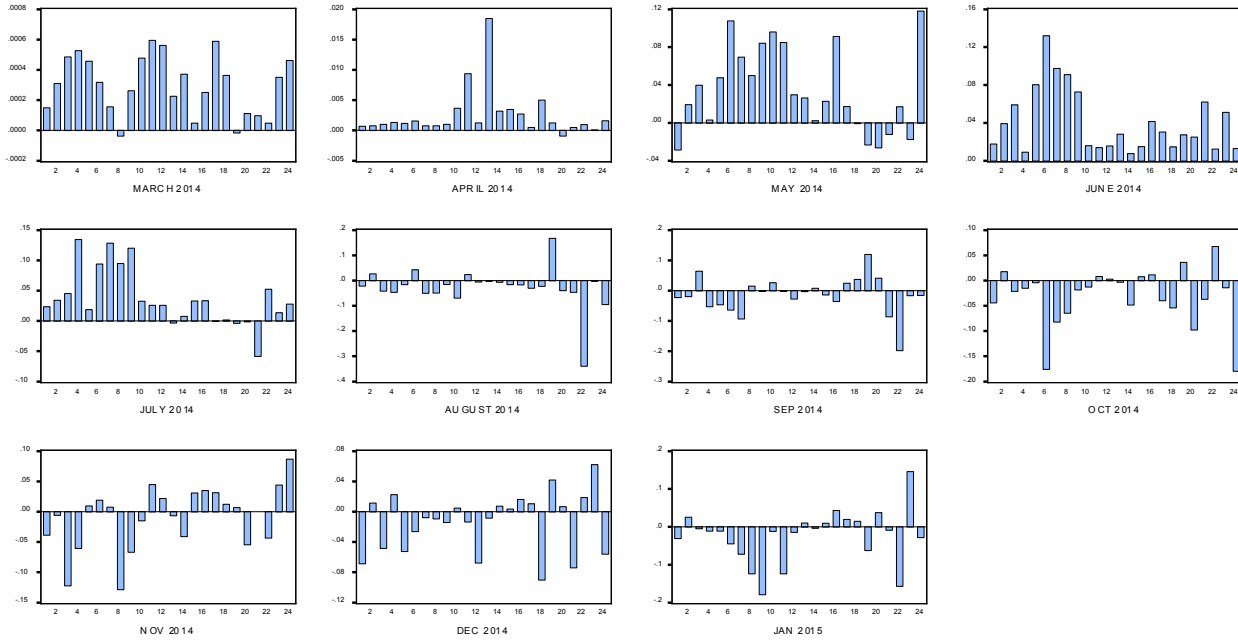 .0008
.0006
.0004
.0002
.0000
-.0002
2 4 6 8 10 12 14 16 18 20 22 24
MARCH 2014
.020
.015
.010
.005
.000
-.005
2 4 6 8 10 12 14 16 18 20 22 24
APRIL 2014
.12
.08
.04
.00
-.04
2 4 6 8 10 12 14 16 18 20 22 24
MAY 2014
.16
.12
.08
.04
.00
2 4 6 8 10 12 14 16 18 20 22 24
JUNE 2014
.15
.10
.05
.00
-.05
-.10
2 4 6 8 10 12 14 16 18 20 22 24
JULY 2014
.2
.1
.0
-.1
-.2
-.3
-.4
2 4 6 8 10 12 14 16 18 20 22 24
AUGUST 2014
.2
.1
.0
-.1
-.2
-.3
2 4 6 8 10 12 14 16 18 20 22 24
SEP 2014
.10
.05
.00
-.05
-.10
-.15
-.20
2 4 6 8 10 12 14 16 18 20 22 24
OCT 2014
.10
.05
.00
-.05
-.10
-.15
2 4 6 8 10 12 14 16 18 20 22 24
NOV 2014
.08
.04
.00
-.04
-.08
-.12
2 4 6 8 10 12 14 16 18 20 22 24
DEC 2014
.2
.1
.0
-.1
-.2
2 4 6 8 10 12 14 16 18 20 22 24
JAN 2015